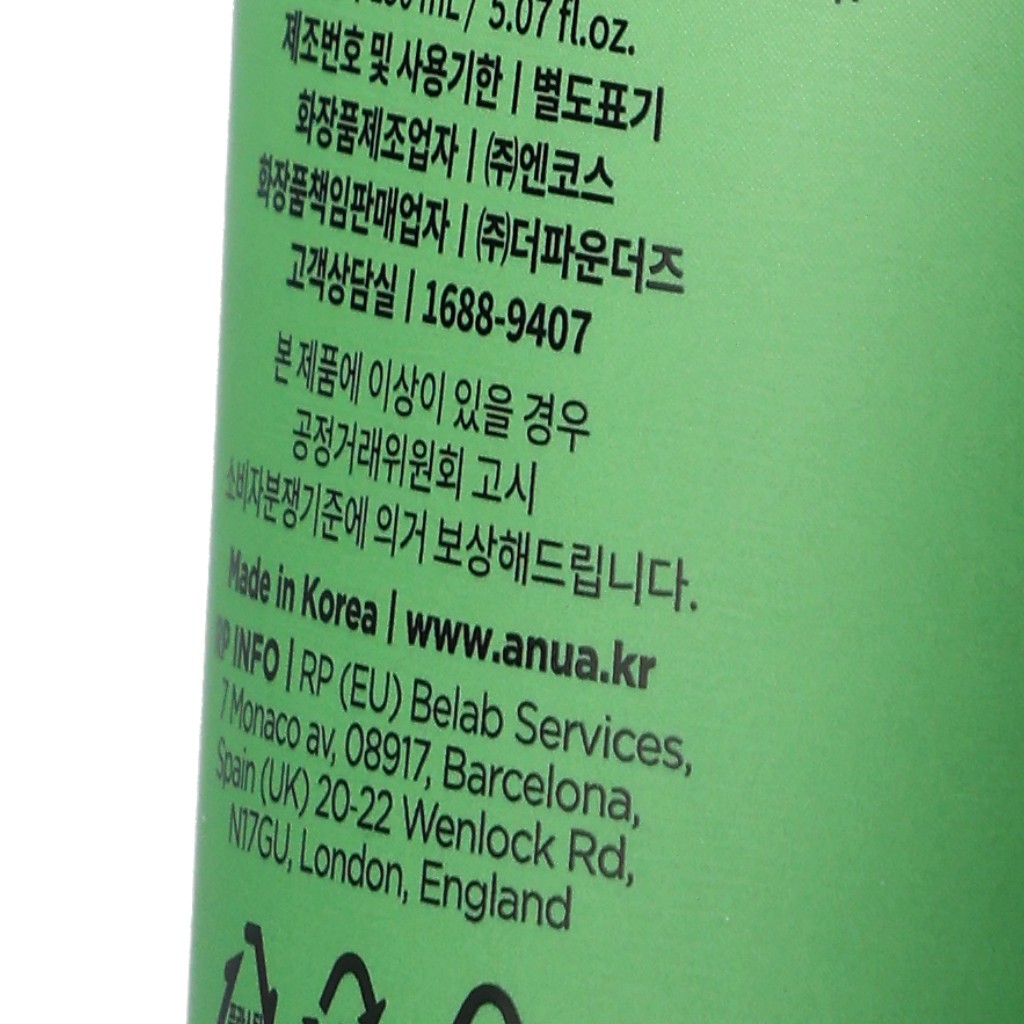 150 mL / 5.07 fl.oz.
제조번호 및 사용기한 | 별도표기
화장품제조업자 | ㈜엔코스
화장품책임판매업자 | ㈜더파운더즈
고객상담실 | 1688-9407
본 제품에 이상이 있을 경우
공정거래위원회 고시
소비자분쟁기준에 의거 보상해드립니다.
Made in Korea | www.anua.kr
RP INFO | RP (EU) Belab Services,
7 Monaco av, 08917, Barcelona,
Spain (UK) 20-22 Wenlock Rd,
N17GU, London, England